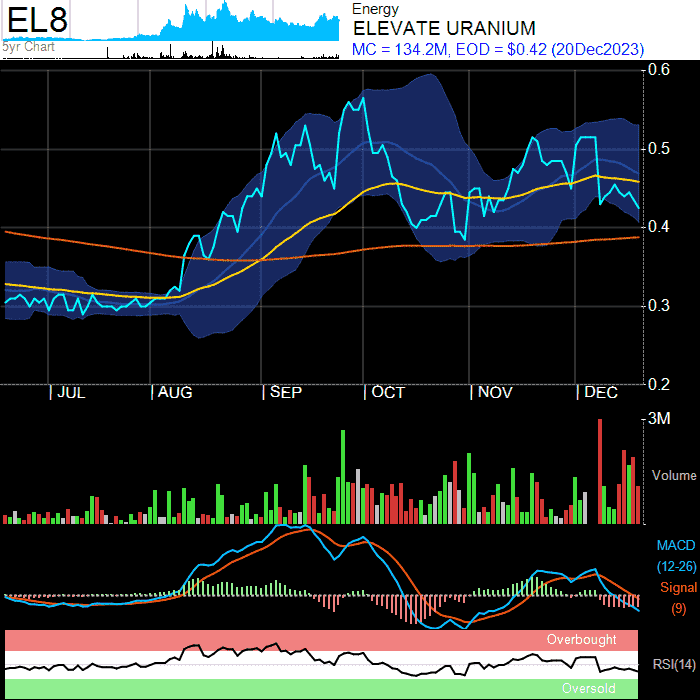 EL8
5yr Chart
Energy
ELEVATE URANIUM
MC = 134.2M, EOD = $0.42 (20Dec2023)
0.6
0.5
0.4
0.3
0.2
| JUL | AUG | SEP | OCT | NOV | DEC
3M
Volume
MACD
(12-26)
Signal
(9)
Overbought
RSI(14)
Oversold